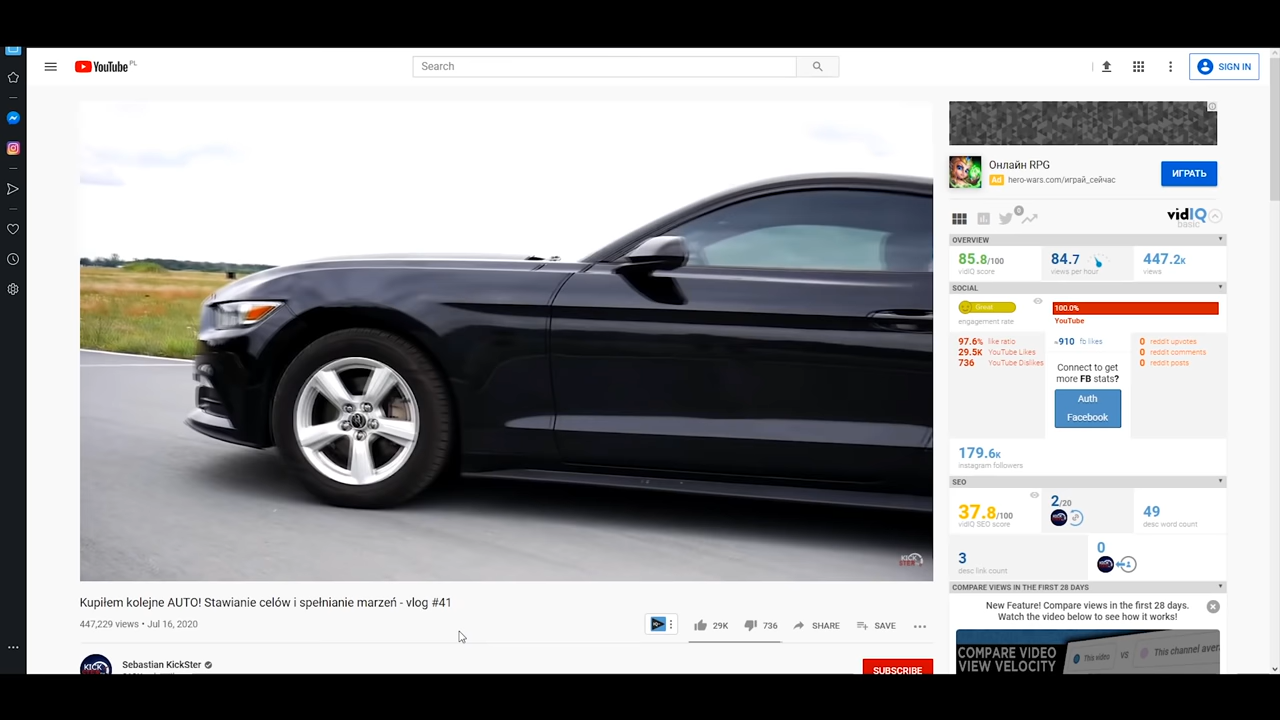 YouTube PL
Search
SIGN IN
Онлайн RPG
Ad hero-wars.com/играй_сейчас
ИГРАТЬ
0
vidIQ
basic
OVERVIEW
85.8/100
vidIQ score
84.7
views per hour
447.2K
views
SOCIAL
Great
engagement rate
100.0%
YouTube
97.6% like ratio
29.5K YouTube Likes
736 YouTube Dislikes
≈910 fb likes
Connect to get
more FB stats?
Auth
Facebook
0 reddit upvotes
0 reddit comments
0 reddit posts
179.6K
instagram followers
SEO
37.8/100
vidIQ SEO score
2/20
49
desc word count
3
desc link count
0
COMPARE VIEWS IN THE FIRST 28 DAYS
New Feature! Compare views in the first 28 days.
Watch the video below to see how it works!
COMPARE VIDEO
VIEW VELOCITY
This video
VS
This channel aver
KICK
STER
Kupiłem kolejne AUTO! Stawianie celów i spełnianie marzeń - vlog #41
447,229 views • Jul 16, 2020
29K
736
SHARE
SAVE
KICK
Sebastian KickSter
SUBSCRIBE